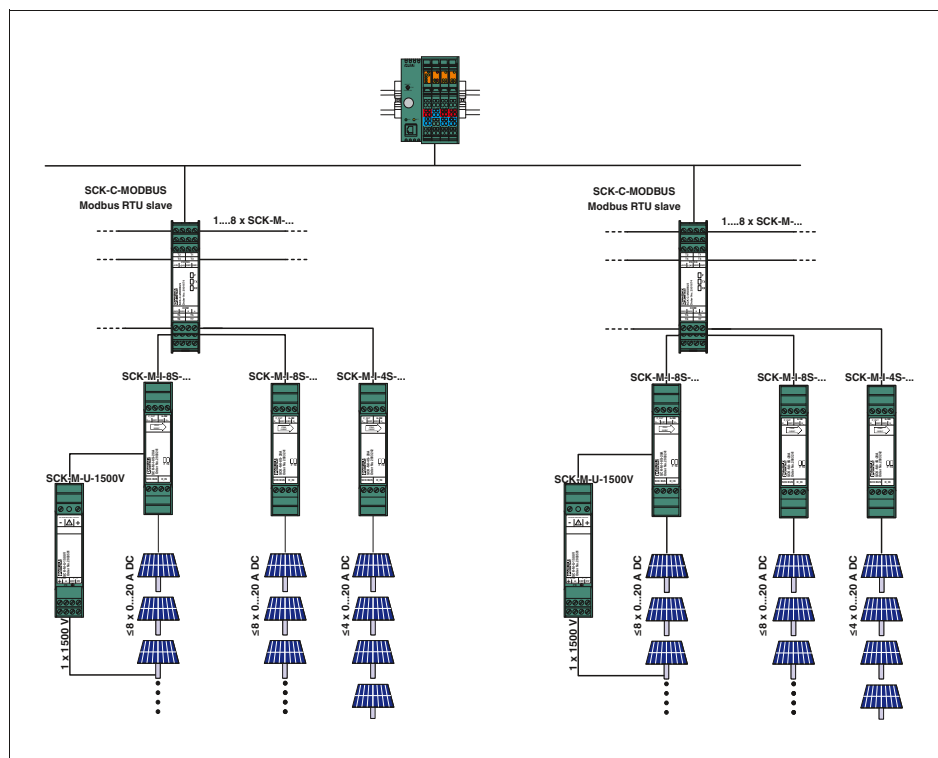 SCK-C-MODBUS
Modbus RTU slave
1....8 x SCK-M-...
SCK-C-MODBUS
Modbus RTU slave
1....8 x SCK-M-...
SCK-M-I-8S-...
SCK-M-I-8S-...
SCK-M-I-4S-...
SCK-M-I-8S-...
SCK-M-I-8S-...
SCK-M-I-4S-...
SCK-M-U-1500V
SCK-M-U-1500V
1 x 1500 V
≤8 x 0...20 A DC
≤8 x 0...20 A DC
≤4 x 0...20 A DC
1 x 1500 V
≤8 x 0...20 A DC
≤8 x 0...20 A DC
≤4 x 0...20 A DC